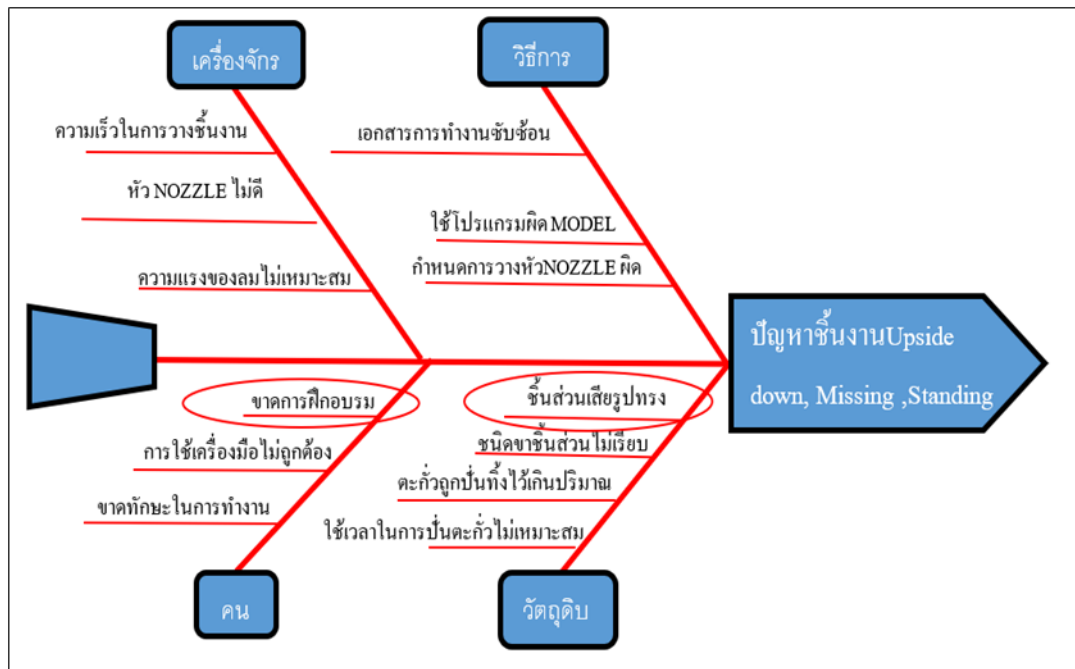 เครื่องจักร
วิธีการ
ความเร็วในการวางชิ้นงาน
หัว NOZZLE ไม่ดี
ความแรงของลมไม่เหมาะสม
เอกสารการทำงานซับซ้อน
ใช้โปรแกรมผิด MODEL
กำหนดการวางหัวNOZZLE ผิด
ปัญหาชิ้นงานUpside
down, Missing ,Standing
ขาดการฝึกอบรม
การใช้เครื่องมือไม่ถูกต้อง
ขาดทักษะในการทำงาน
ชิ้นส่วนเสียรูปทรง
ชนิดขาชิ้นส่วนไม่เรียบ
ตะกั่วถูกปั่นทิ้งไว้เกินปริมาณ
ใช้เวลาในการปั่นตะกั่วไม่เหมาะสม
คน
วัตถุดิบ